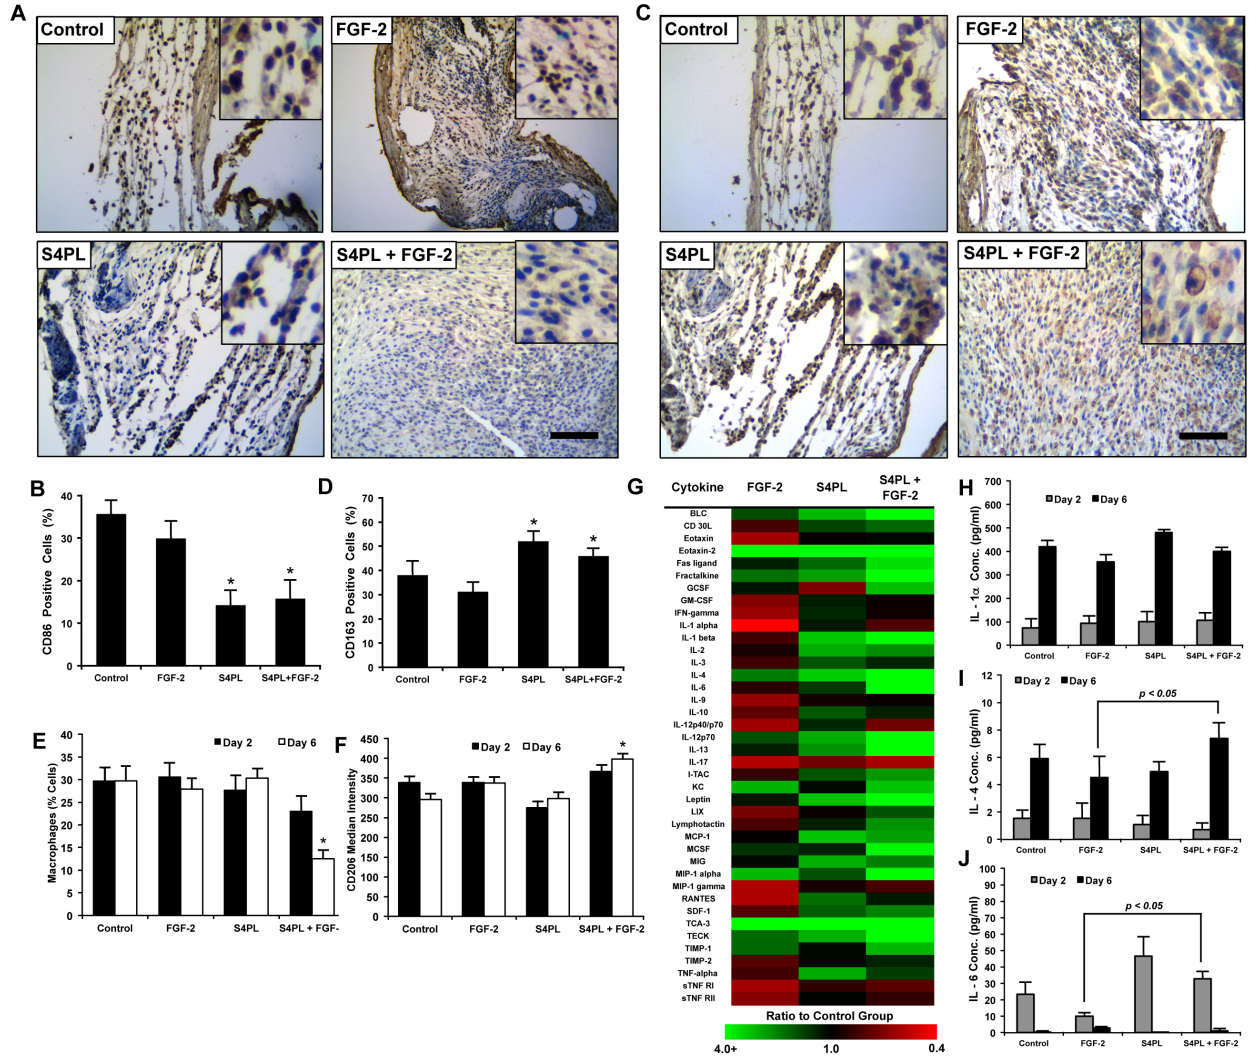 A
Control
FGF-2
S4PL
S4PL + FGF-2
C
Control
FGF-2
S4PL
S4PL + FGF-2
B
CD86 Positive Cells (%)
40
30
20
10
0
*
*
Control
FGF-2
S4PL
S4PL+FGF-2
D
CD163 Positive Cells (%)
70
60
50
40
30
20
10
0
*
*
Control
FGF-2
S4PL
S4PL+FGF-2
E
Macrophages (% Cells)
40
35
30
25
20
15
10
5
0
Day 2 Day 6
*
Control
FGF-2
S4PL
S4PL + FGF-
F
CD206 Median Intensity
450
400
350
300
250
200
150
100
50
0
Day 2 Day 6
*
Control
FGF-2
S4PL
S4PL + FGF-2
G
Cytokine FGF-2 S4PL S4PL +
FGF-2
BLC
CD 30L
Eotaxin
Eotaxin-2
Fas ligand
Fractalkine
GCSF
GM-CSF
IFN-gamma
IL-1 alpha
IL-1 beta
IL-2
IL-3
IL-4
IL-6
IL-9
IL-10
IL-12p40/p70
IL-12p70
IL-13
IL-17
I-TAC
KC
Leptin
LIX
Lymphotactin
MCP-1
MCSF
MIG
MIP-1 alpha
MIP-1 gamma
RANTES
SDF-1
TCA-3
TECK
TIMP-1
TIMP-2
TNF-alpha
sTNF RI
sTNF RII
Ratio to Control Group
4.0+ 1.0 0.4
H
IL - 1α Conc. (pg/ml)
700
600
500
400
300
200
100
0
Day 2 Day 6
Control
FGF-2
S4PL
S4PL + FGF-2
I
IL - 4 Conc. (pg/ml)
12
10
8
6
4
2
0
Day 2 Day 6
p < 0.05
Control
FGF-2
S4PL
S4PL + FGF-2
J
IL - 6 Conc. (pg/ml)
100
90
80
70
60
50
40
30
20
10
0
Day 2 Day 6
p < 0.05
Control
FGF-2
S4PL
S4PL + FGF-2